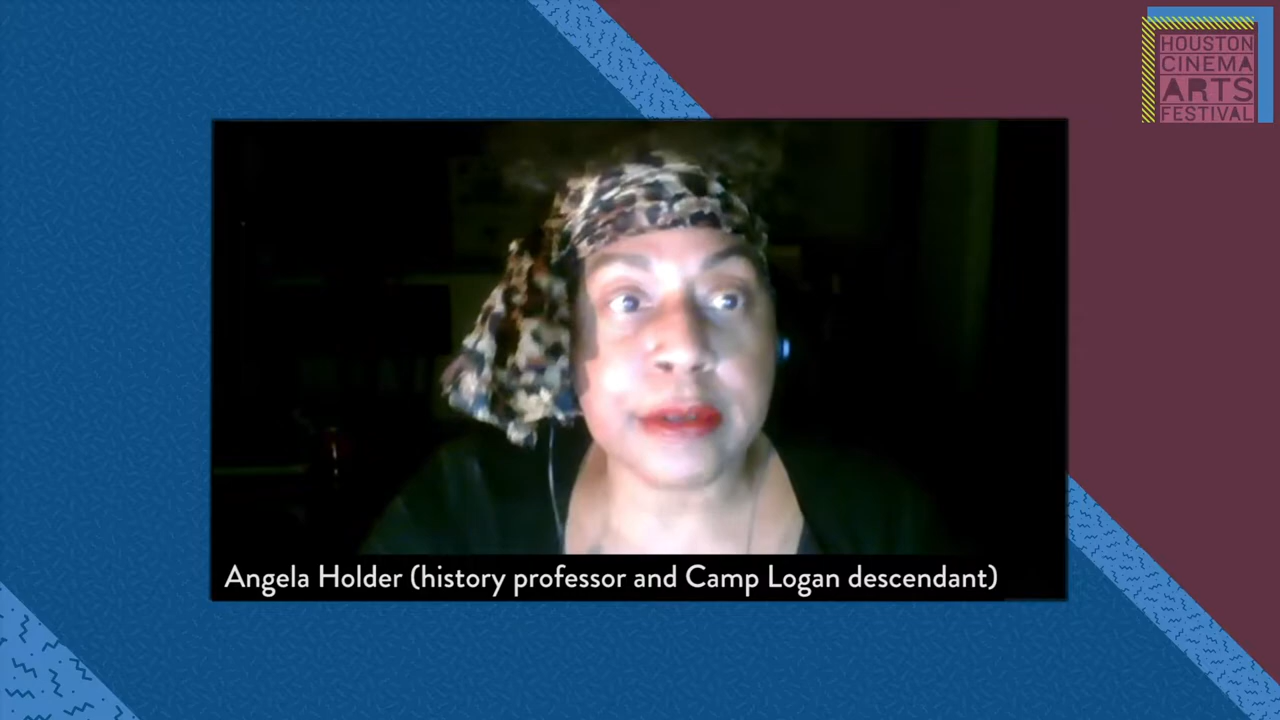 HOUSTON
CINEMA
ARTS
FESTIVAL
Angela Holder (history professor and Camp Logan descendant)